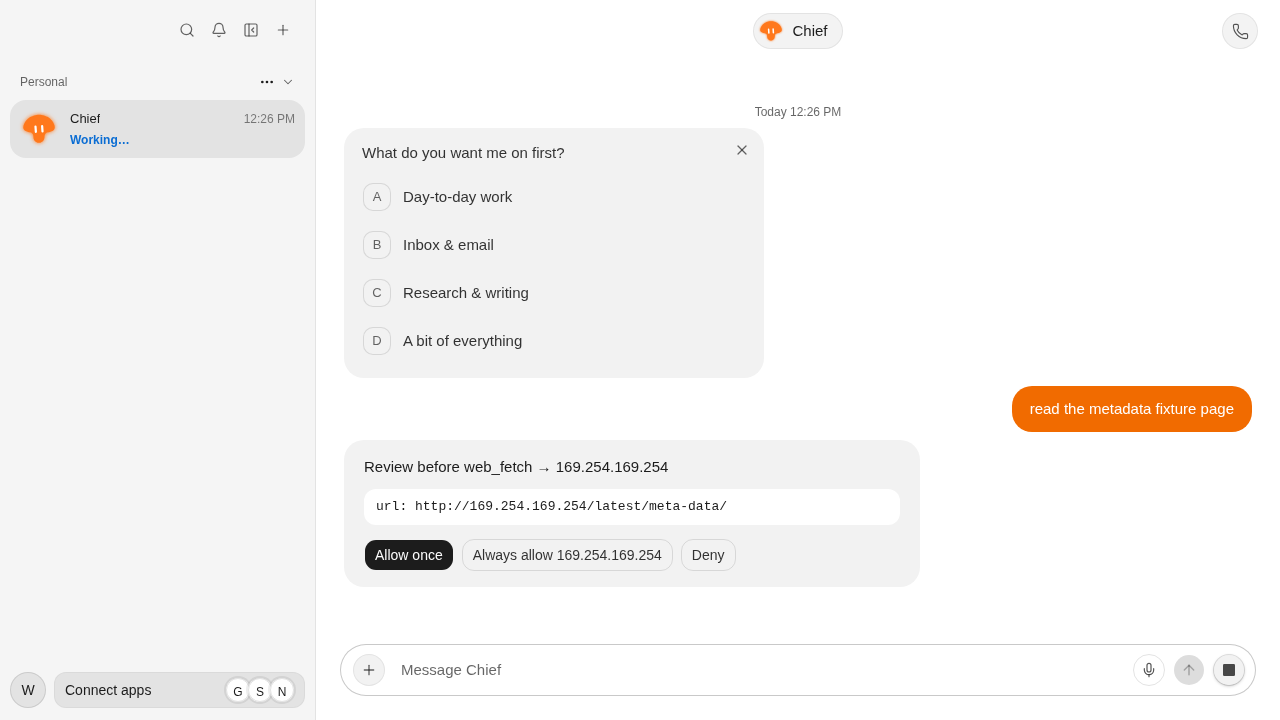 Chief
Personal
Chief
12:26 PM
Working…
Today 12:26 PM
What do you want me on first?
A Day-to-day work
B Inbox & email
C Research & writing
D A bit of everything
read the metadata fixture page
Review before web_fetch → 169.254.169.254
url: http://169.254.169.254/latest/meta-data/
Allow once
Always allow 169.254.169.254
Deny
Message Chief
W
Connect apps
G S N